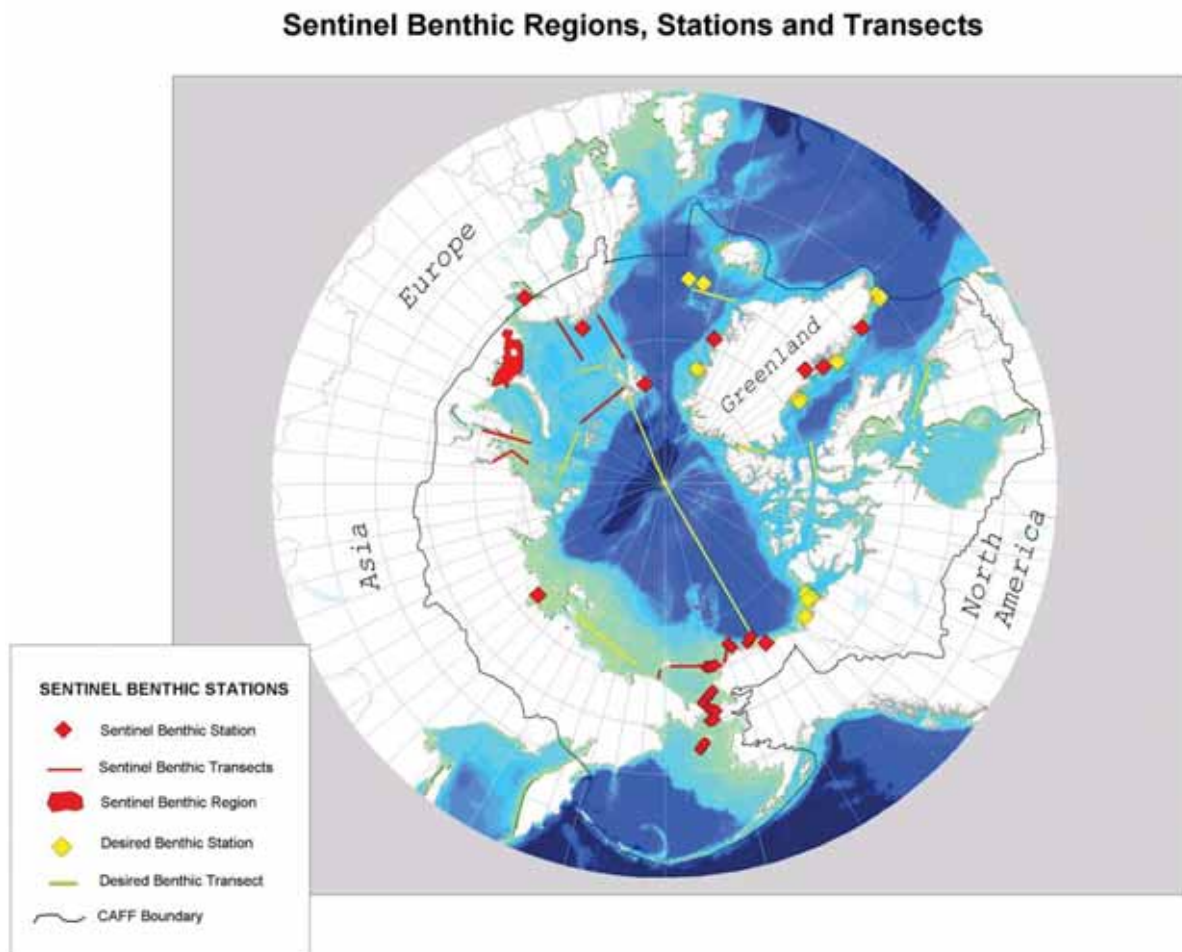 Sentinel Benthic Regions, Stations and Transects
Europe
Greenland
Asia
North
America
SENTINEL BENTHIC STATIONS
Sentinel Benthic Station
Sentinel Benthic Transects
Sentinel Benthic Region
Desired Benthic Station
Desired Benthic Transect
CAFF Boundary